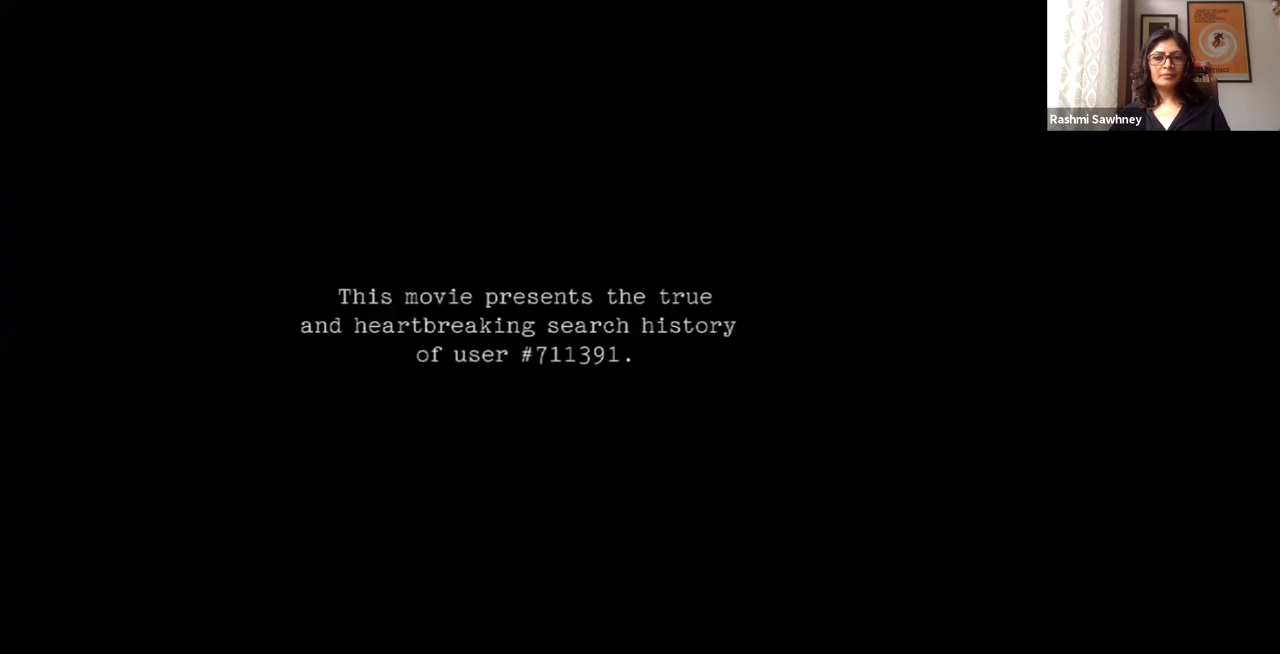 This movie presents the true
and heartbreaking search history
of user #711391.
Rashmi Sawhney